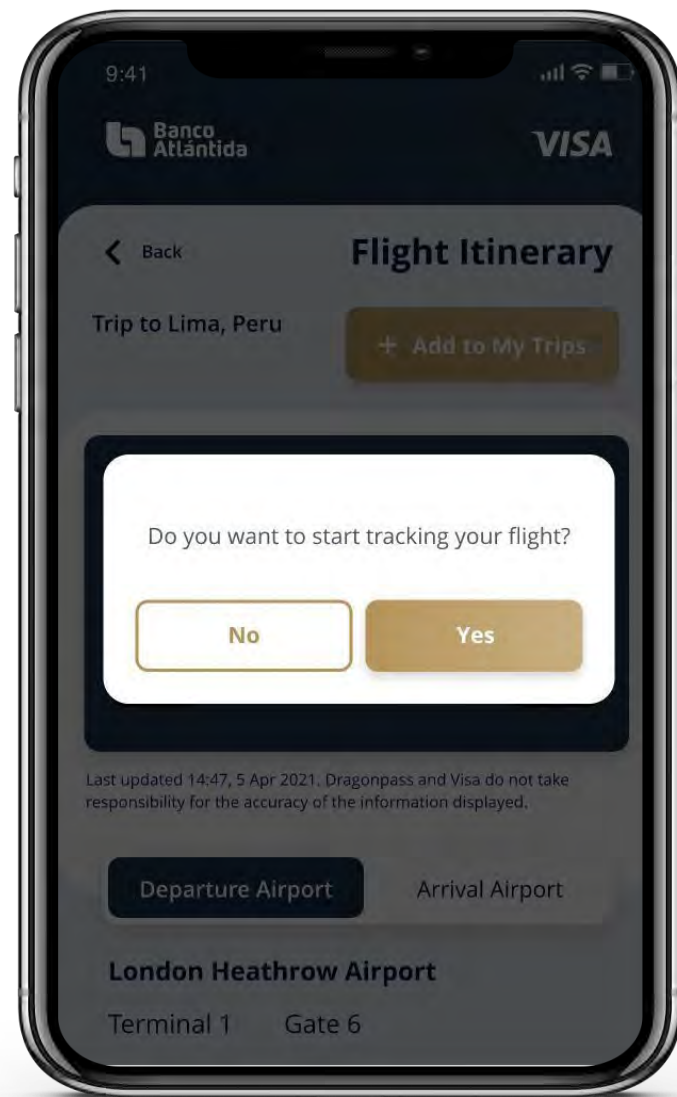 9:41
Banco
Atlántida
VISA
Back
Flight Itinerary
Trip to Lima, Peru
+ Add to My Trips
Do you want to start tracking your flight?
No
Yes
Last updated 14:47, 5 Apr 2021. Dragonpass and Visa do not take
responsibility for the accuracy of the information displayed.
Departure Airport
Arrival Airport
London Heathrow Airport
Terminal 1
Gate 6